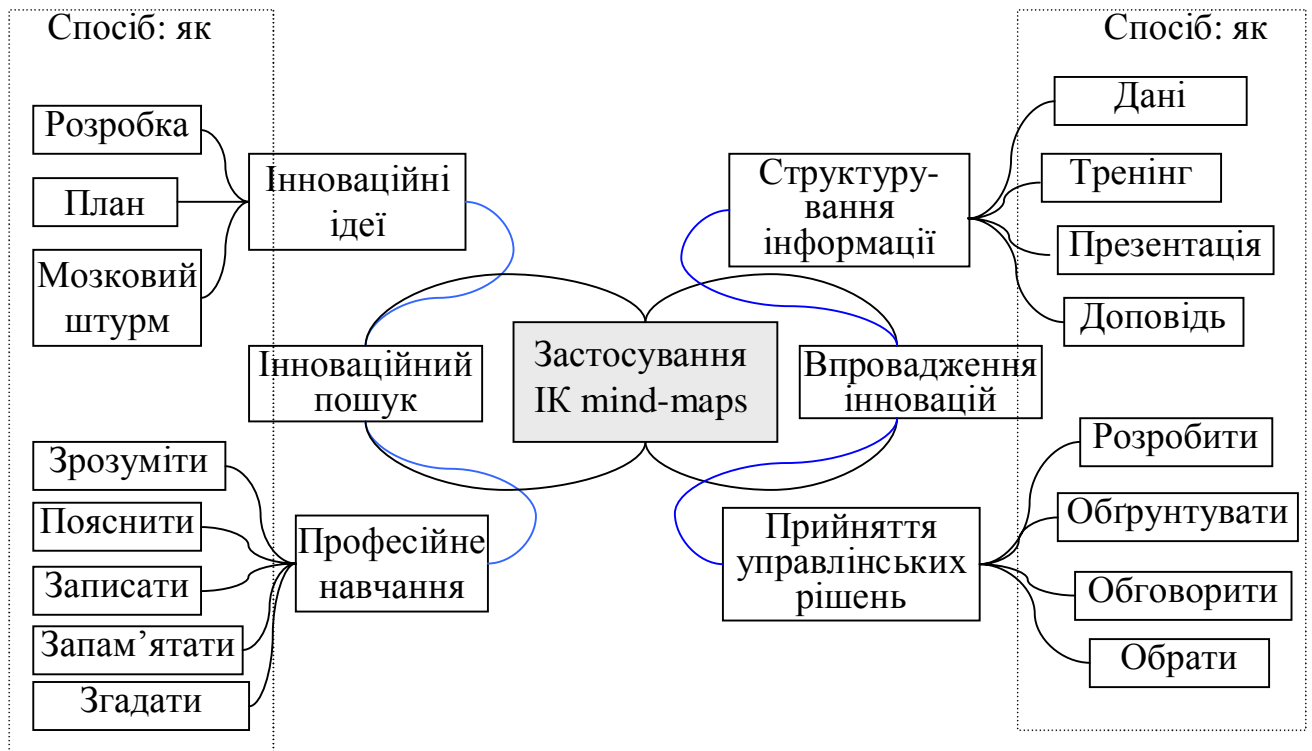 Спосіб: як
Розробка
План
Мозковий
штурм
Інноваційні
ідеї
Інноваційний
пошук
Зрозуміти
Пояснити
Записати
Запам’ятати
Згадати
Професійне
навчання
Застосування
ІК mind-maps
Спосіб: як
Структуру-
вання
інформації
Дані
Тренінг
Презентація
Доповідь
Впровадження
інновацій
Прийняття
управлінських
рішень
Розробити
Обґрунтувати
Обговорити
Обрати